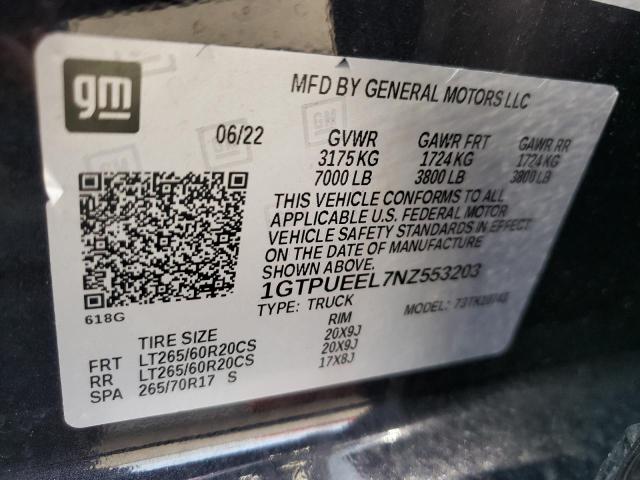 gm
MFD BY GENERAL MOTORS LLC
06/22 GVWR GAWR FRT GAWR RR
3175 KG 1724 KG 1724 KG
7000 LB 3800 LB 3800 LB
THIS VEHICLE CONFORMS TO ALL
APPLICABLE U.S. FEDERAL MOTOR
VEHICLE SAFETY STANDARDS IN EFFECT
ON THE DATE OF MANUFACTURE
SHOWN ABOVE.
1GTPUEEL7NZ553203
TYPE: TRUCK MODEL:
618G
TIRE SIZE RIM
FRT LT265/60R20CS 20X9J
RR LT265/60R20CS 20X9J
SPA 265/70R17 S 17X8J